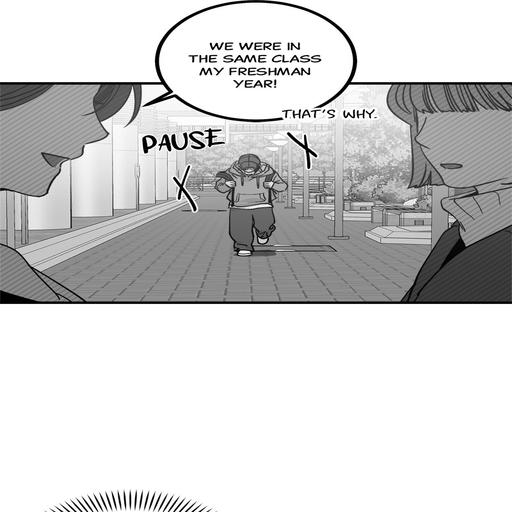 WE WERE IN
THE SAME CLASS
MY FRESHMAN
YEAR!
THAT'S WHY.
PAUSE